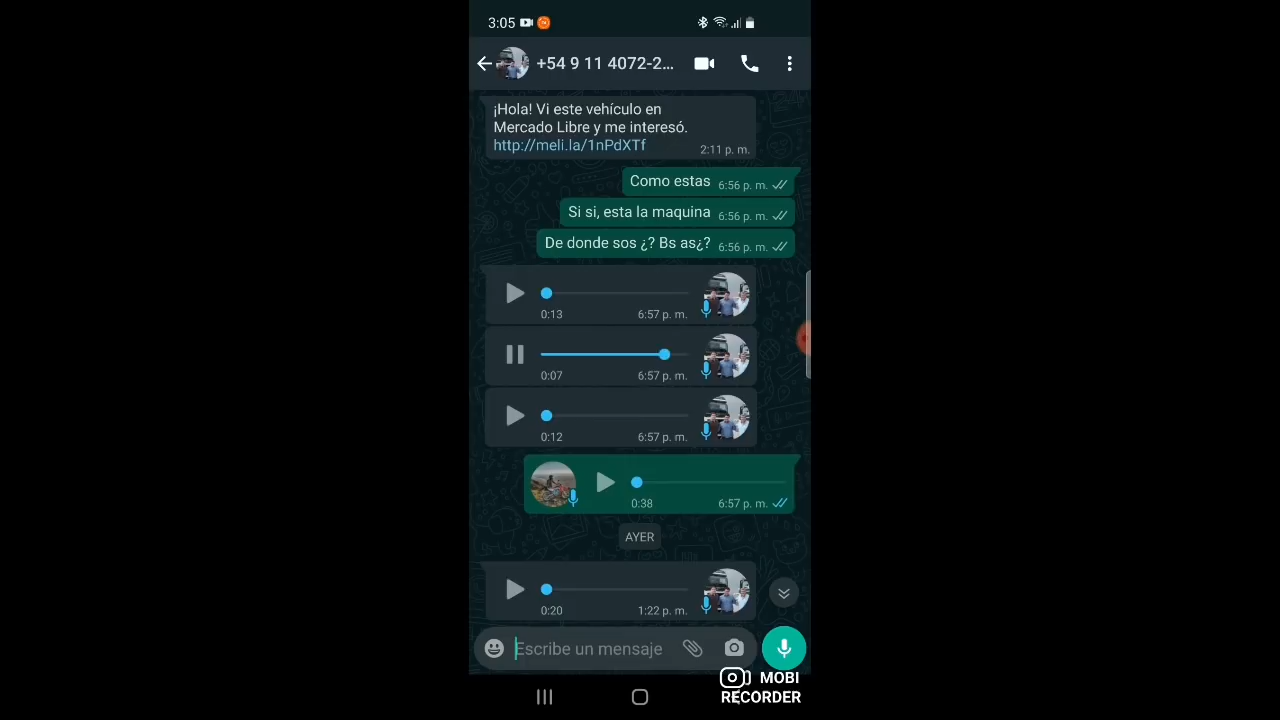 3:05
+54 9 11 4072-2...
¡Hola! Vi este vehículo en
Mercado Libre y me interesó.
http://meli.la/1nPdXTf
2:11 p. m.
Como estas 6:56 p. m.
Si si, esta la maquina 6:56 p. m.
De donde sos ¿? Bs as¿? 6:56 p. m.
0:13 6:57 p. m.
0:07 6:57 p. m.
0:12 6:57 p. m.
0:38 6:57 p. m.
AYER
0:20 1:22 p. m.
Escribe un mensaje
MOBI
RECORDER